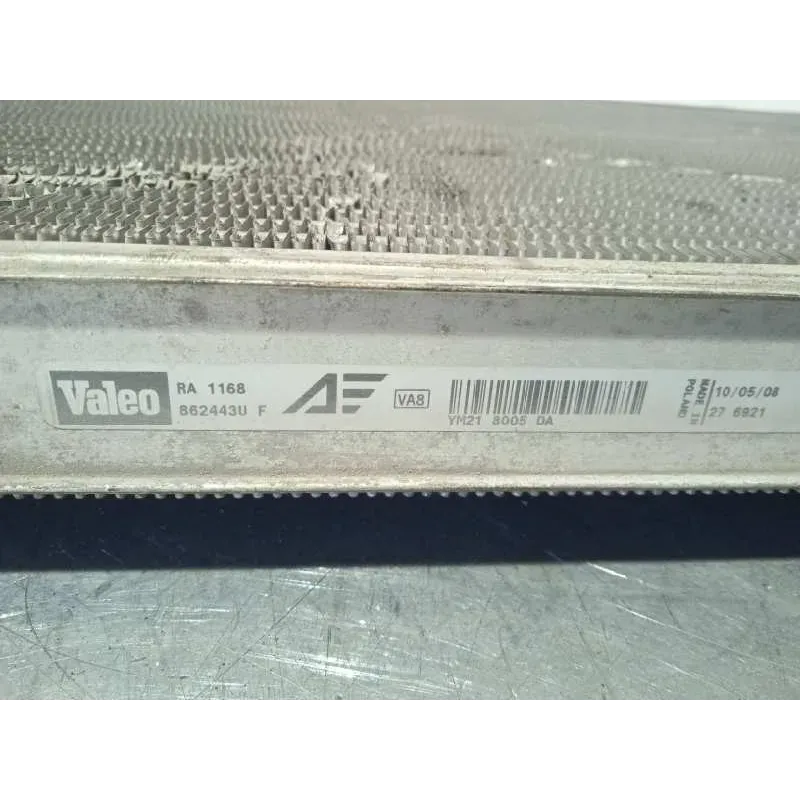 Valeo
RA 1168
862443U F
VA8
YM21 8005 DA
MADE IN
POLAND
10/05/08
27 6921